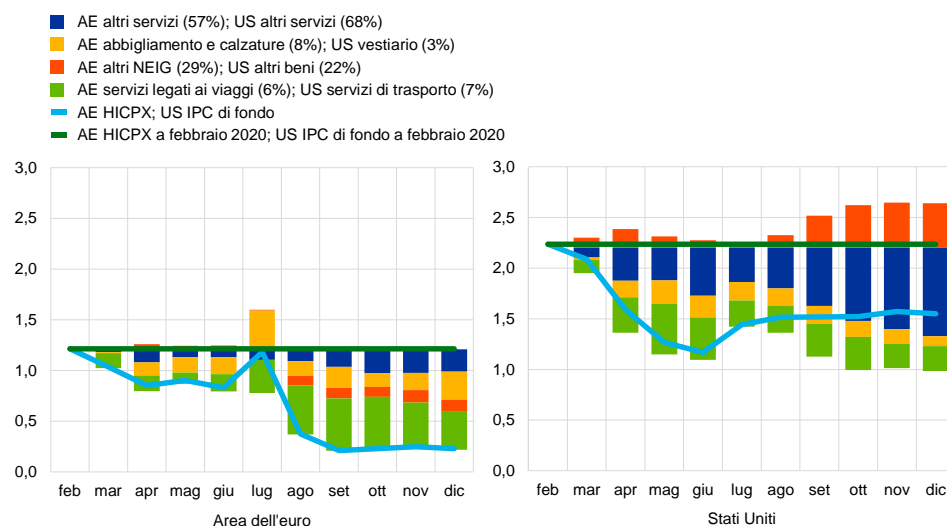 AE altri servizi (57%); US altri servizi (68%)
AE abbigliamento e calzature (8%); US vestiario (3%)
AE altri NEIG (29%); US altri beni (22%)
AE servizi legati ai viaggi (6%); US servizi di trasporto (7%)
AE HICPX; US IPC di fondo
AE HICPX a febbraio 2020; US IPC di fondo a febbraio 2020
3,0
2,5
2,0
1,5
1,0
0,5
0,0
feb mar apr mag giu lug ago set ott nov dic
Area dell'euro
3,0
2,5
2,0
1,5
1,0
0,5
0,0
feb mar apr mag giu lug ago set ott nov dic
Stati Uniti